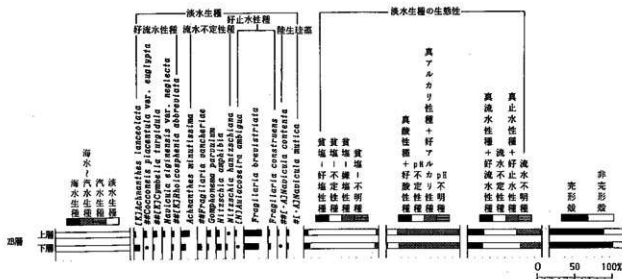 淡水生種
淡水生種の生態性
好流水性種
流水不定性種
好止水性種
陸生珪藻
海水生種
海水~汽水生種
汽水生種
淡水生種
[K]Achnanthes lanceolata
##Cocconeis placentula var. euglypta
##[K]Cymbella turgidula
Navicula elginensis var. neglecta
##[K]Rhoicosphenia abbreviata
Achnanthes minutissima
##Fragilaria vaucheriae
Gomphonema parvulum
Nitzschia amphibia
Nitzschia hantzschiana
[N]Aulacoseira ambigua
Fragilaria brevistriata
Fragilaria construens
##[-A]Navicula contenta
#[-A]Navicula mutica
貧塩-好塩性種
貧塩-不定性種
貧塩-嫌塩性種
貧塩-不明種
真酸性種+好酸性種
pH不定性種
真アルカリ性種+好アルカリ性種
pH不明種
真流水性種+好流水性種
流水不定性種
真止水性種+好止水性種
流水不明種
完形殻
非完形殻
上層
下層
0 50 100%